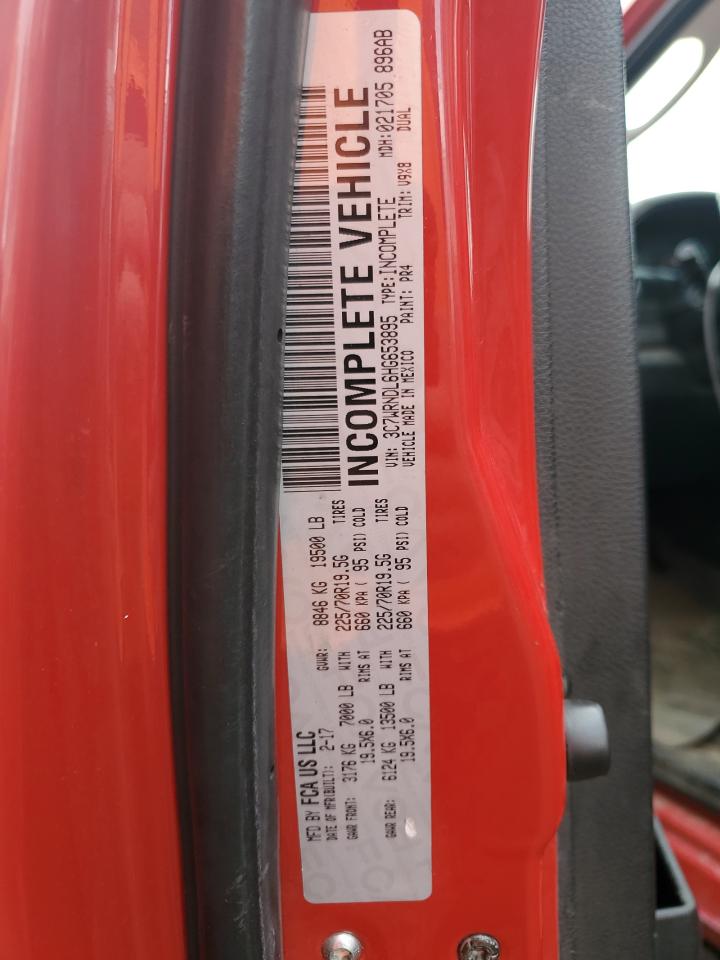 MFD BY FCA US LLC
DATE OF MFR(BUILT): 2-17 GVWR: 8846 KG 19500 LB
GAWR FRONT: 3176 KG 7000 LB WITH 225/70R19.5G TIRES
19.5X6.0 RIMS AT 660 KPA ( 95 PSI) COLD
GAWR REAR: 6124 KG 13500 LB WITH 225/70R19.5G TIRES
19.5X6.0 RIMS AT 660 KPA ( 95 PSI) COLD
INCOMPLETE VEHICLE
MDH:021705 896AB
VIN: 3C7WRNDL6HG653895 TYPE:INCOMPLETE DUAL
VEHICLE MADE IN MEXICO PAINT: PR4 TRIM: V9X8